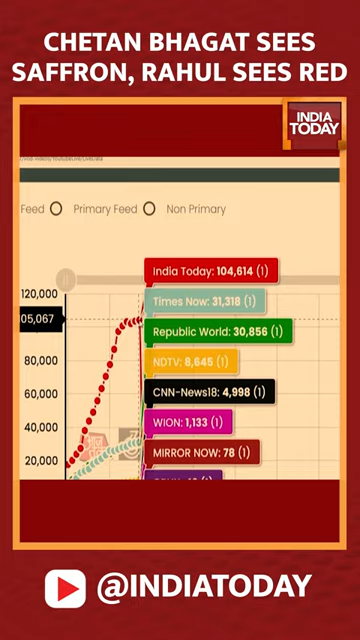 CHETAN BHAGAT SEES
SAFFRON, RAHUL SEES RED
INDIA
TODAY
Feed Primary Feed Non Primary
India Today: 104,614 (1)
120,000
Times Now: 31,318 (1)
05,067
Republic World: 30,856 (1)
80,000
NDTV: 8,645 (1)
60,000
CNN-News18: 4,998 (1)
40,000
WION: 1,133 (1)
20,000
MIRROR NOW: 78 (1)
@INDIATODAY